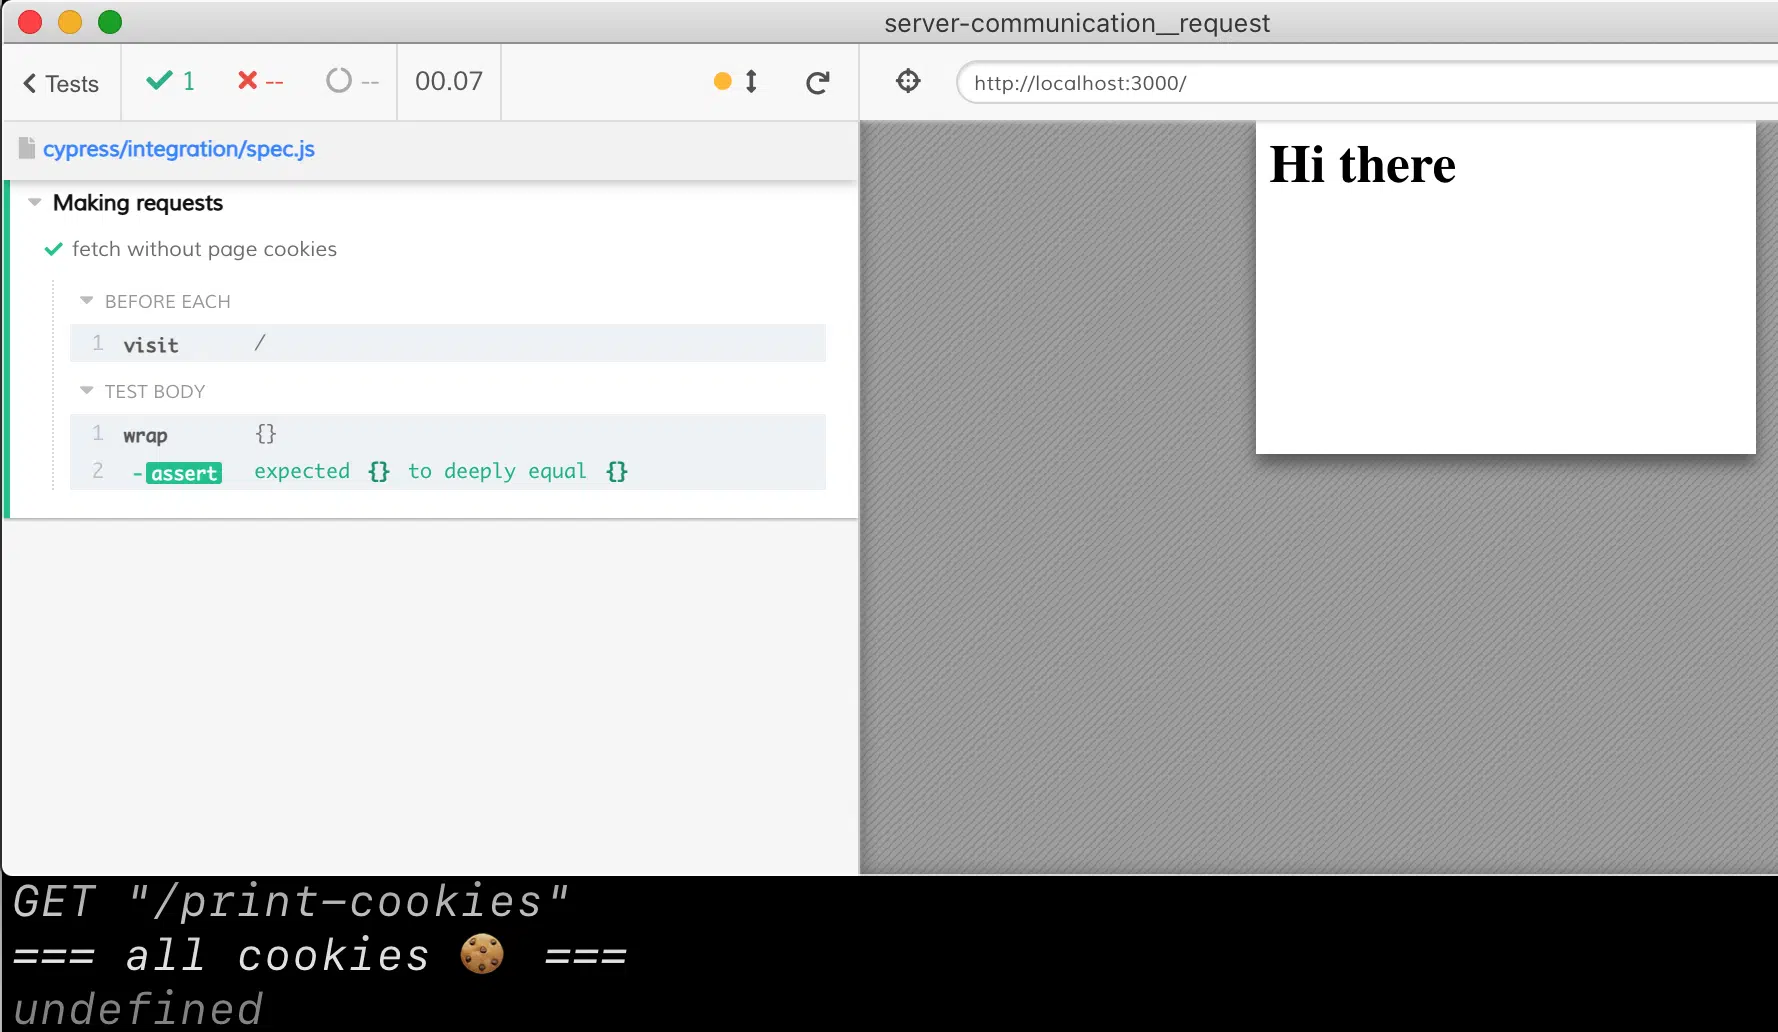 server-communication__request
Tests 1 -- -- 00.07
http://localhost:3000/
cypress/integration/spec.js
Making requests
fetch without page cookies
BEFORE EACH
1 visit /
TEST BODY
1 wrap {}
2 -assert expected {} to deeply equal {}
Hi there
GET "/print-cookies"
=== all cookies 🍪 ===
undefined